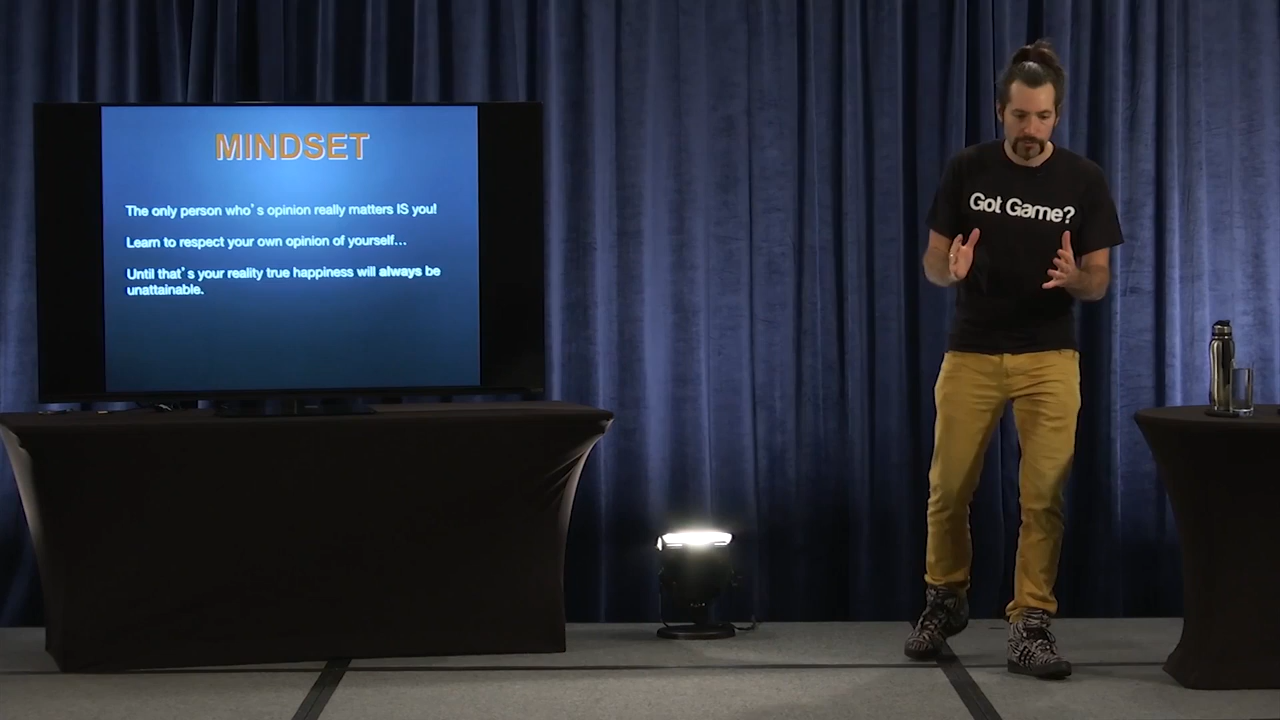 MINDSET
The only person who's opinion really matters IS you!
Learn to respect your own opinion of yourself...
Until that's your reality true happiness will always be
unattainable.
Got Game?